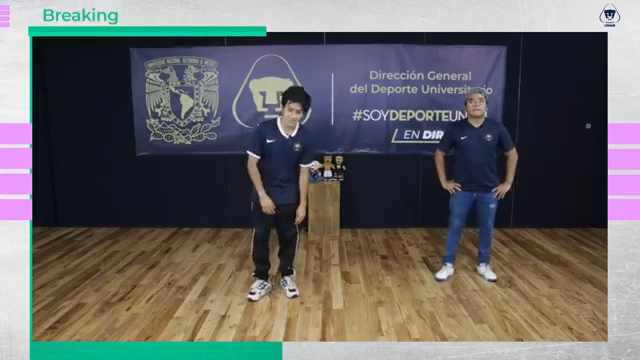 Breaking
Dirección General
del Deporte Universitario
#SOYDEPORTEUN
EN DIR